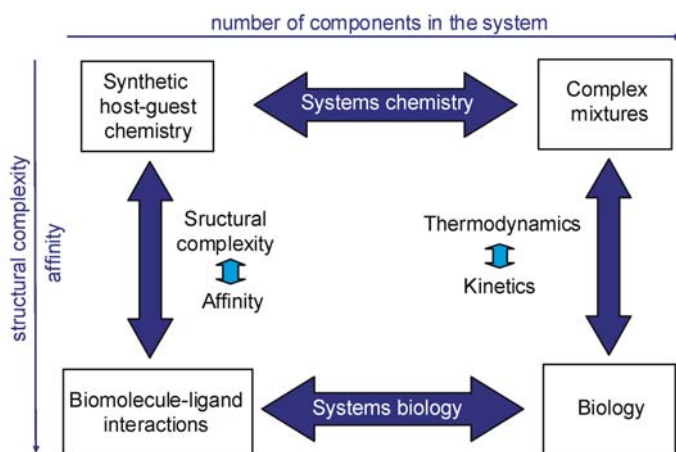 number of components in the system
Synthetic
host-guest
chemistry
Systems chemistry
Complex
mixtures
structural complexity
affinity
Sructural
complexity
Affinity
Thermodynamics
Kinetics
Biomolecule-ligand
interactions
Systems biology
Biology